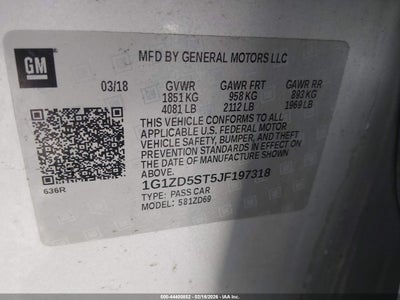 GM
MFD BY GENERAL MOTORS LLC
03/18 GVWR GAWR FRT GAWR RR
1851 KG 958 KG 893 KG
4081 LB 2112 LB 1969 LB
THIS VEHICLE CONFORMS TO ALL
APPLICABLE U.S. FEDERAL MOTOR
VEHICLE SAFETY, BUMPER, AND THEFT
PREVENTION STANDARDS IN EFFECT ON
THE DATE OF MANUFACTURE SHOWN
ABOVE.
1G1ZD5ST5JF197318
TYPE: PASS CAR
MODEL: 581ZD69
636R